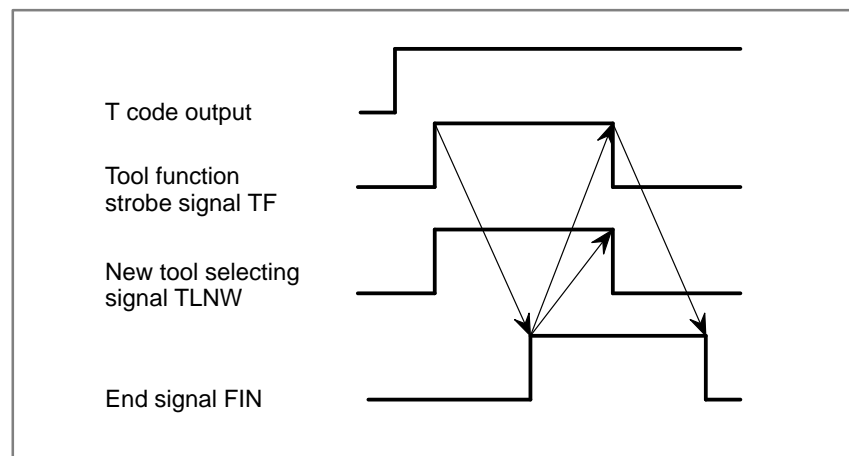 T code output
Tool function
strobe signal TF
New tool selecting
signal TLNW
End signal FIN